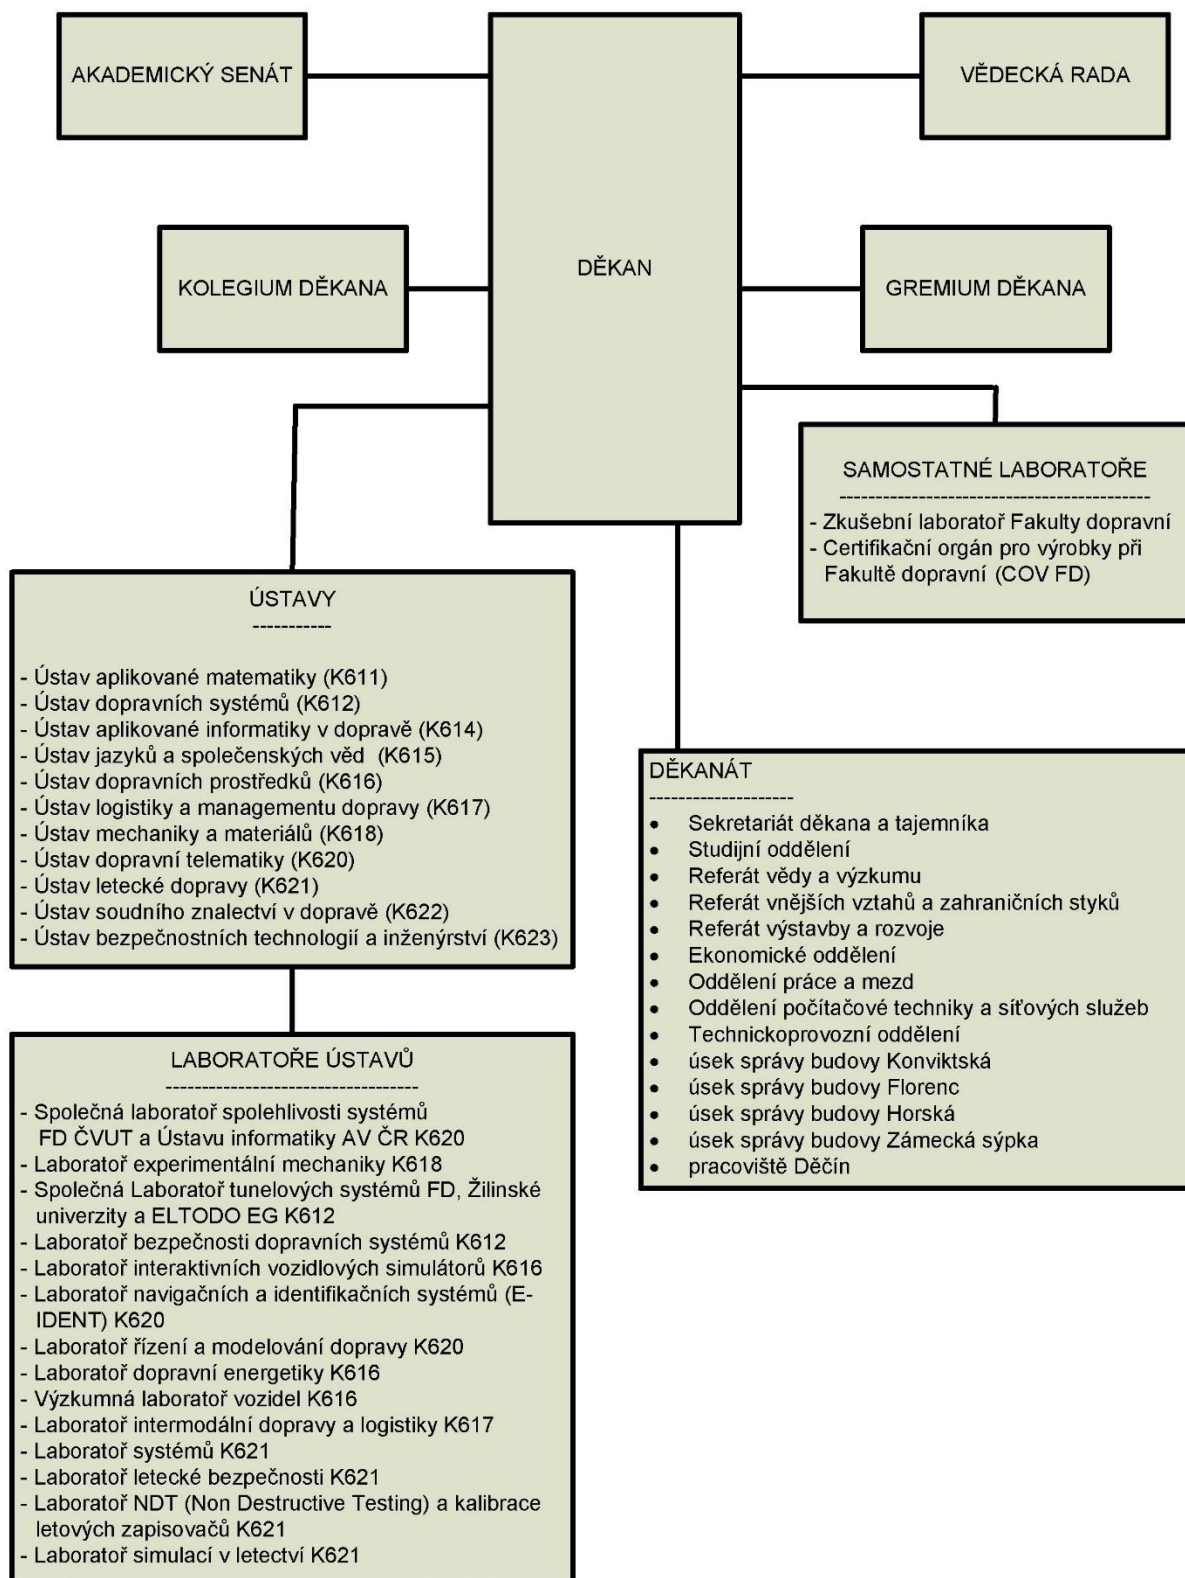 AKADEMICKÝ SENÁT
VĚDECKÁ RADA
DĚKAN
KOLEGIUM DĚKANA
GREMIUM DĚKANA
SAMOSTATNÉ LABORATOŘE
-------------------------------------------
- Zkušební laboratoř Fakulty dopravní
- Certifikační orgán pro výrobky při
Fakultě dopravní (COV FD)
ÚSTAVY
-----------
- Ústav aplikované matematiky (K611)
- Ústav dopravních systémů (K612)
- Ústav aplikované informatiky v dopravě (K614)
- Ústav jazyků a společenských věd (K615)
- Ústav dopravních prostředků (K616)
- Ústav logistiky a managementu dopravy (K617)
- Ústav mechaniky a materiálů (K618)
- Ústav dopravní telematiky (K620)
- Ústav letecké dopravy (K621)
- Ústav soudního znalectví v dopravě (K622)
- Ústav bezpečnostních technologií a inženýrství (K623)
DĚKANÁT
--------------------
• Sekretariát děkana a tajemníka
• Studijní oddělení
• Referát vědy a výzkumu
• Referát vnějších vztahů a zahraničních styků
• Referát výstavby a rozvoje
• Ekonomické oddělení
• Oddělení práce a mezd
• Oddělení počítačové techniky a síťových služeb
• Technickoprovozní oddělení
• úsek správy budovy Konviktská
• úsek správy budovy Florenc
• úsek správy budovy Horská
• úsek správy budovy Zámecká sýpka
• pracoviště Děčín
LABORATOŘE ÚSTAVŮ
-----------------------------------
- Společná laboratoř spolehlivosti systémů
FD ČVUT a Ústavu informatiky AV ČR K620
- Laboratoř experimentální mechaniky K618
- Společná Laboratoř tunelových systémů FD, Žilinské
univerzity a ELTODO EG K612
- Laboratoř bezpečnosti dopravních systémů K612
- Laboratoř interaktivních vozidlových simulátorů K616
- Laboratoř navigačních a identifikačních systémů (E-
IDENT) K620
- Laboratoř řízení a modelování dopravy K620
- Laboratoř dopravní energetiky K616
- Výzkumná laboratoř vozidel K616
- Laboratoř intermodální dopravy a logistiky K617
- Laboratoř systémů K621
- Laboratoř letecké bezpečnosti K621
- Laboratoř NDT (Non Destructive Testing) a kalibrace
letových zapisovačů K621
- Laboratoř simulací v letectví K621